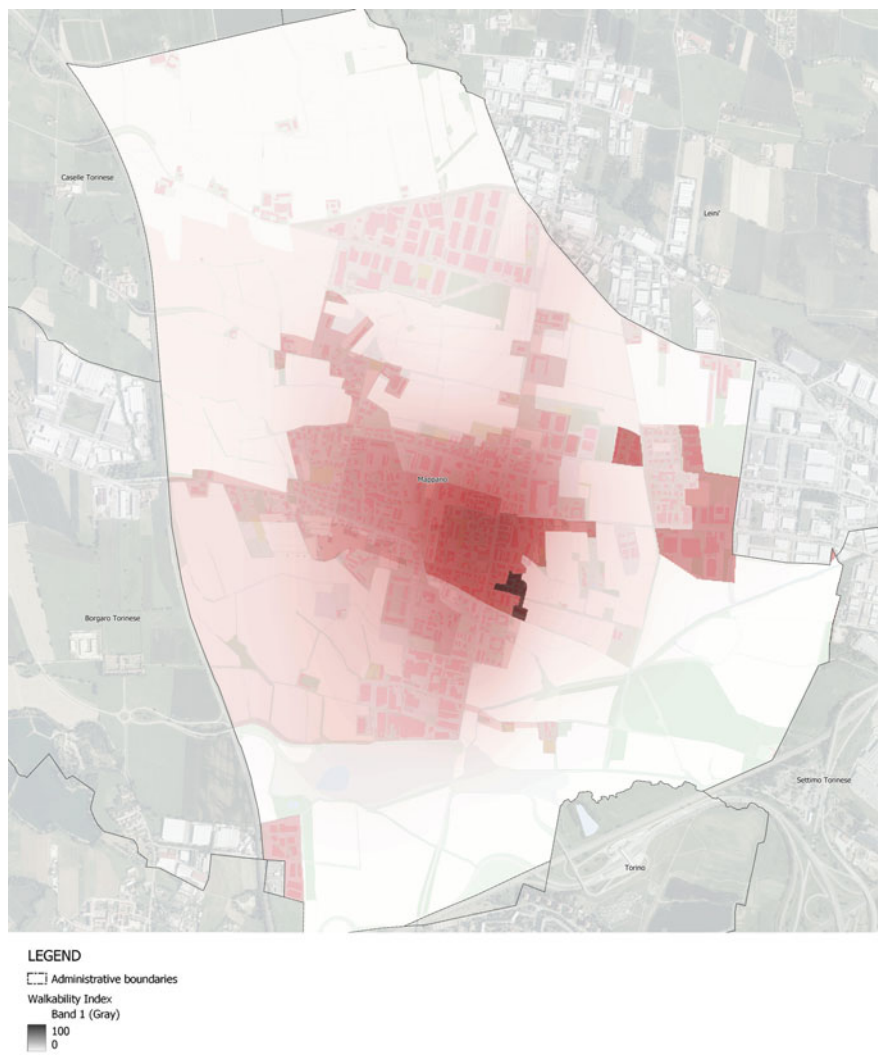 Caselle Torinese
Leini'
Mappano
Borgaro Torinese
Settimo Torinese
Torino
LEGEND
Administrative boundaries
Walkability Index
Band 1 (Gray)
100
0